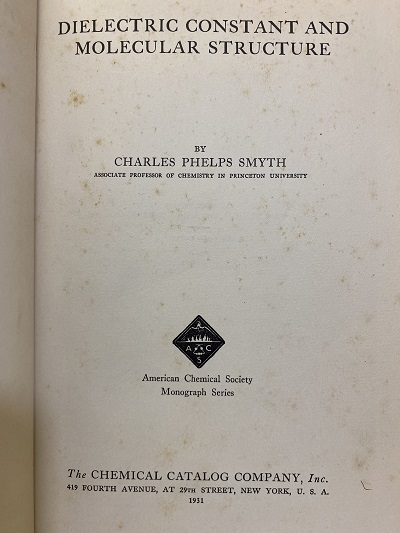 DIELECTRIC CONSTANT AND
MOLECULAR STRUCTURE
BY
CHARLES PHELPS SMYTH
ASSOCIATE PROFESSOR OF CHEMISTRY IN PRINCETON UNIVERSITY
A C
S
American Chemical Society
Monograph Series
The CHEMICAL CATALOG COMPANY, Inc.
419 FOURTH AVENUE, AT 29TH STREET, NEW YORK, U. S. A.
1931